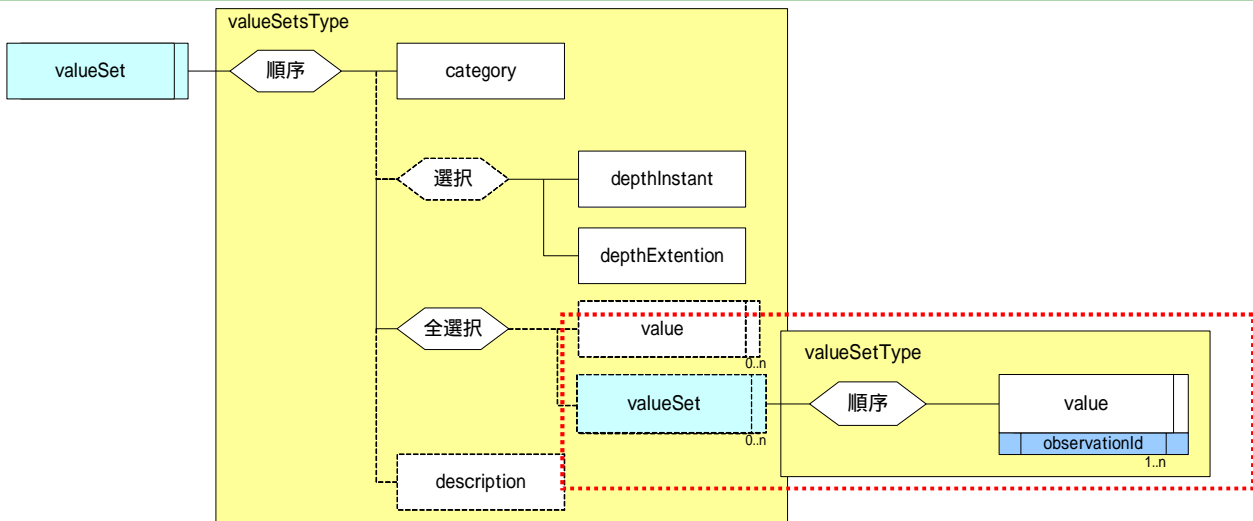 valueSetsType
valueSet
順序
category
選択
depthInstant
depthExtention
全選択
value
0..n
valueSetType
valueSet
0..n
順序
value
observationId
1..n
description